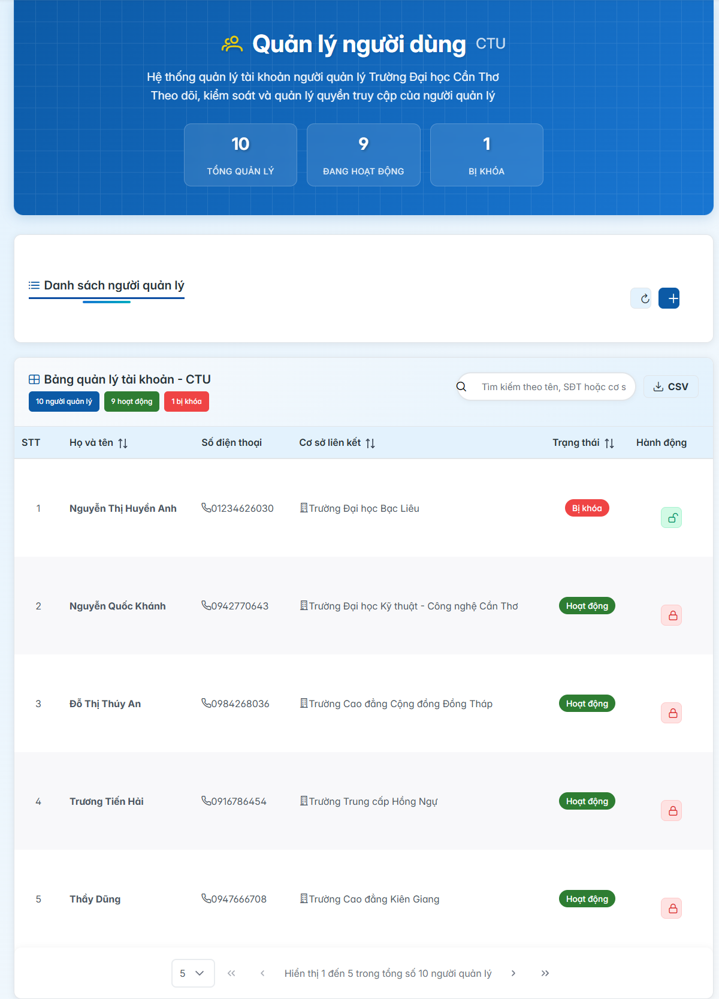 Quản lý người dùng CTU
Hệ thống quản lý tài khoản người quản lý Trường Đại học Cần Thơ
Theo dõi, kiểm soát và quản lý quyền truy cập của người quản lý
10 9 1
TỔNG QUẢN LÝ ĐANG HOẠT ĐỘNG BỊ KHÓA
Danh sách người quản lý
Bảng quản lý tài khoản - CTU
Tìm kiếm theo tên, SĐT hoặc cơ s CSV
10 người quản lý 9 hoạt động 1 bị khóa
STT Họ và tên Số điện thoại Cơ sở liên kết Trạng thái Hành động
1 Nguyễn Thị Huyền Anh 01234626030 Trường Đại học Bạc Liêu Bị khóa
2 Nguyễn Quốc Khánh 0942770643 Trường Đại học Kỹ thuật - Công nghệ Cần Thơ Hoạt động
3 Đỗ Thị Thúy An 0984268036 Trường Cao đẳng Cộng đồng Đồng Tháp Hoạt động
4 Trương Tiến Hải 0916786454 Trường Trung cấp Hồng Ngự Hoạt động
5 Thầy Dũng 0947666708 Trường Cao đẳng Kiên Giang Hoạt động
5 Hiển thị 1 đến 5 trong tổng số 10 người quản lý